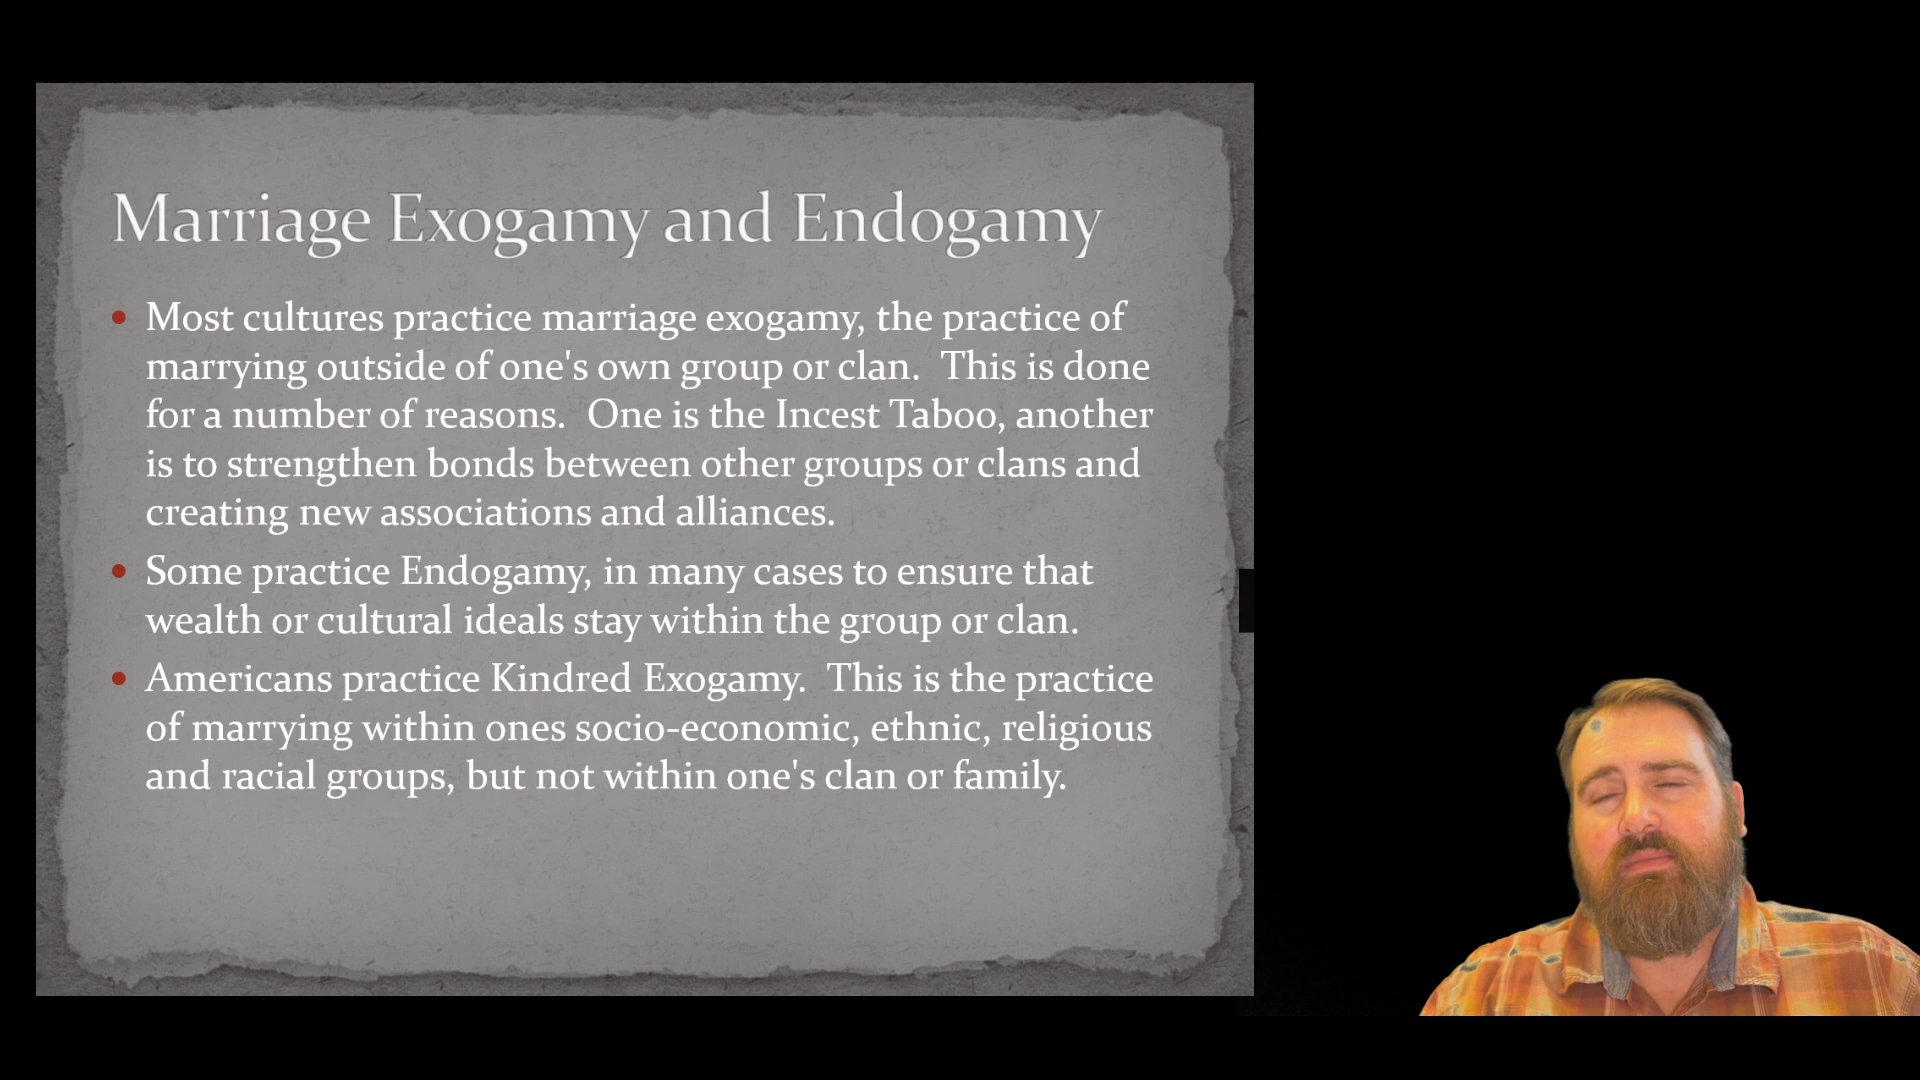 Marriage Exogamy and Endogamy
• Most cultures practice marriage exogamy, the practice of
marrying outside of one's own group or clan.  This is done
for a number of reasons.  One is the Incest Taboo, another
is to strengthen bonds between other groups or clans and
creating new associations and alliances.
• Some practice Endogamy, in many cases to ensure that
wealth or cultural ideals stay within the group or clan.
• Americans practice Kindred Exogamy.  This is the practice
of marrying within ones socio-economic, ethnic, religious
and racial groups, but not within one's clan or family.